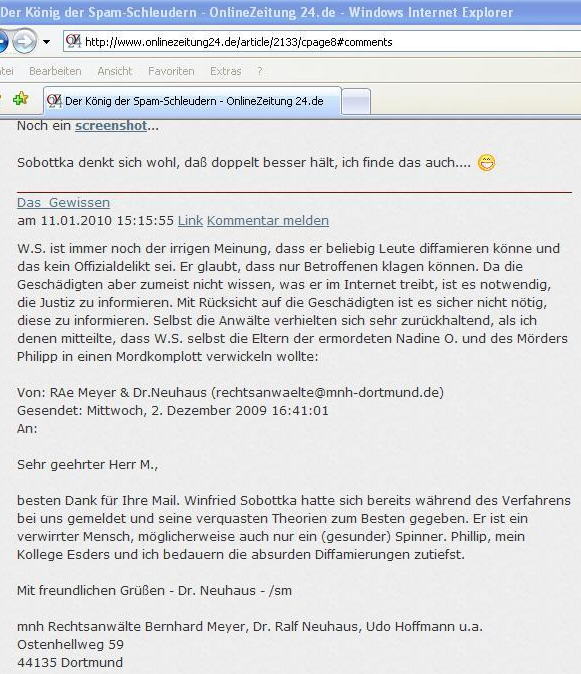 Der König der Spam-Schleudern - OnlineZeitung 24.de - Windows Internet Explorer
http://www.onlinezeitung24.de/article/2133/cpage8#comments
tei Bearbeiten Ansicht Favoriten Extras ?
Der König der Spam-Schleudern - OnlineZeitung 24.de
Noch ein screenshot...
Sobottka denkt sich wohl, daß doppelt besser hält, ich finde das auch....
Das_Gewissen
am 11.01.2010 15:15:55 Link Kommentar melden
W.S. ist immer noch der irrigen Meinung, dass er beliebig Leute diffamieren könne und
das kein Offizialdelikt sei. Er glaubt, dass nur Betroffenen klagen können. Da die
Geschädigten aber zumeist nicht wissen, was er im Internet treibt, ist es notwendig,
die Justiz zu informieren. Mit Rücksicht auf die Geschädigten ist es sicher nicht nötig,
diese zu informieren. Selbst die Anwälte verhielten sich sehr zurückhaltend, als ich
denen mitteilte, dass W.S. selbst die Eltern der ermordeten Nadine O. und des Mörders
Philipp in einen Mordkomplott verwickeln wollte:
Von: RAe Meyer & Dr.Neuhaus (rechtsanwaelte@mnh-dortmund.de)
Gesendet: Mittwoch, 2. Dezember 2009 16:41:01
An:
Sehr geehrter Herr M.,
besten Dank für Ihre Mail. Winfried Sobottka hatte sich bereits während des Verfahrens
bei uns gemeldet und seine verquasten Theorien zum Besten gegeben. Er ist ein
verwirrter Mensch, möglicherweise auch nur ein (gesunder) Spinner. Phillip, mein
Kollege Esders und ich bedauern die absurden Diffamierungen zutiefst.
Mit freundlichen Grüßen - Dr. Neuhaus - /sm
mnh Rechtsanwälte Bernhard Meyer, Dr. Ralf Neuhaus, Udo Hoffmann u.a.
Ostenhellweg 59
44135 Dortmund